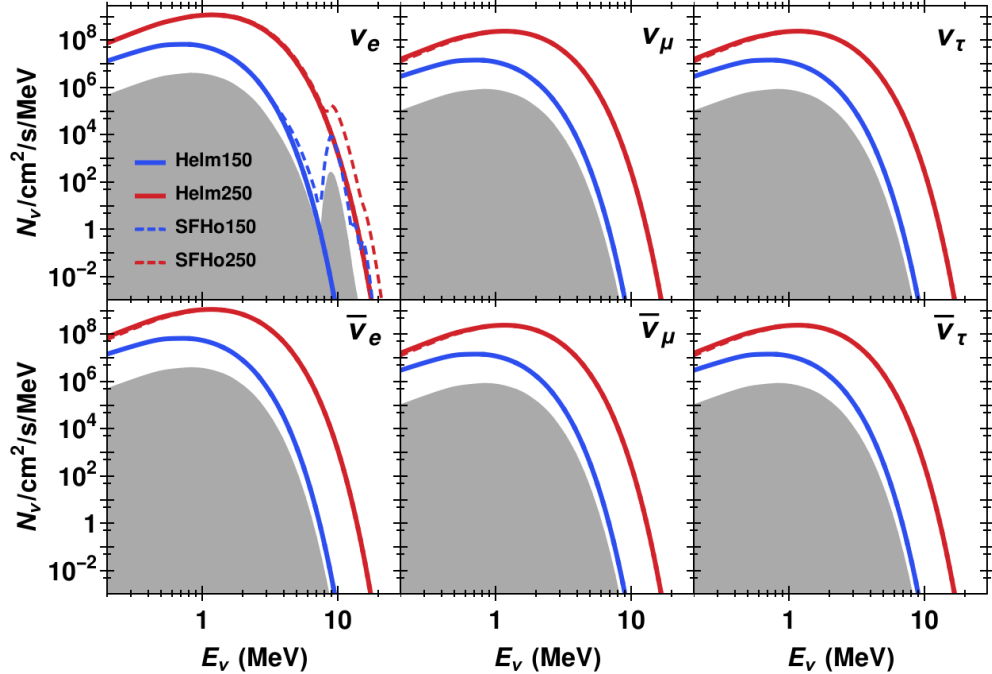 10⁸
10⁶
10⁴
10²
1
10⁻²
Nν/cm²/s/MeV
νe
νμ
ντ
Helm150
Helm250
SFHo150
SFHo250
10⁸
10⁶
10⁴
10²
1
10⁻²
Nν/cm²/s/MeV
ν̅e
ν̅μ
ν̅τ
1 10 1 10 1 10
Eν (MeV) Eν (MeV) Eν (MeV)